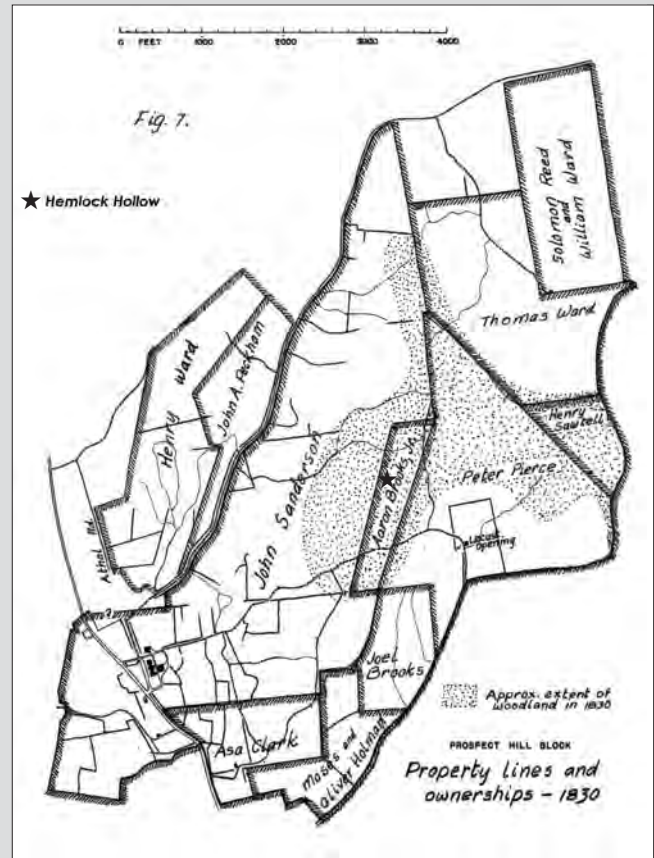 0 FEET 1000 2000 3000 4000
Fig. 7.
★ Hemlock Hollow
Solomon Reed
and
William Ward
Thomas Ward
Henry
Sawtell
Henry Ward
John A. Peckham
John Sanderson
Aaron Brooks, JR.
Peter Pierce
Locust
opening
Athol Rd.
Joel
Brooks
Asa Clark
Moses and
Oliver Holman
Approx. extent of
woodland in 1830
PROSPECT HILL BLOCK
Property lines and
ownerships - 1830